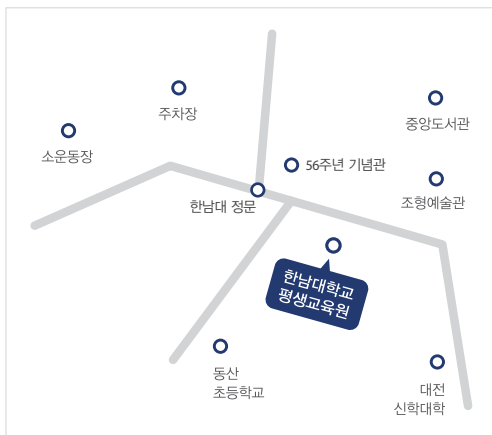 주차장
중앙도서관
소운동장
56주년 기념관
조형예술관
한남대 정문
한남대학교
평생교육원
동산
초등학교
대전
신학대학